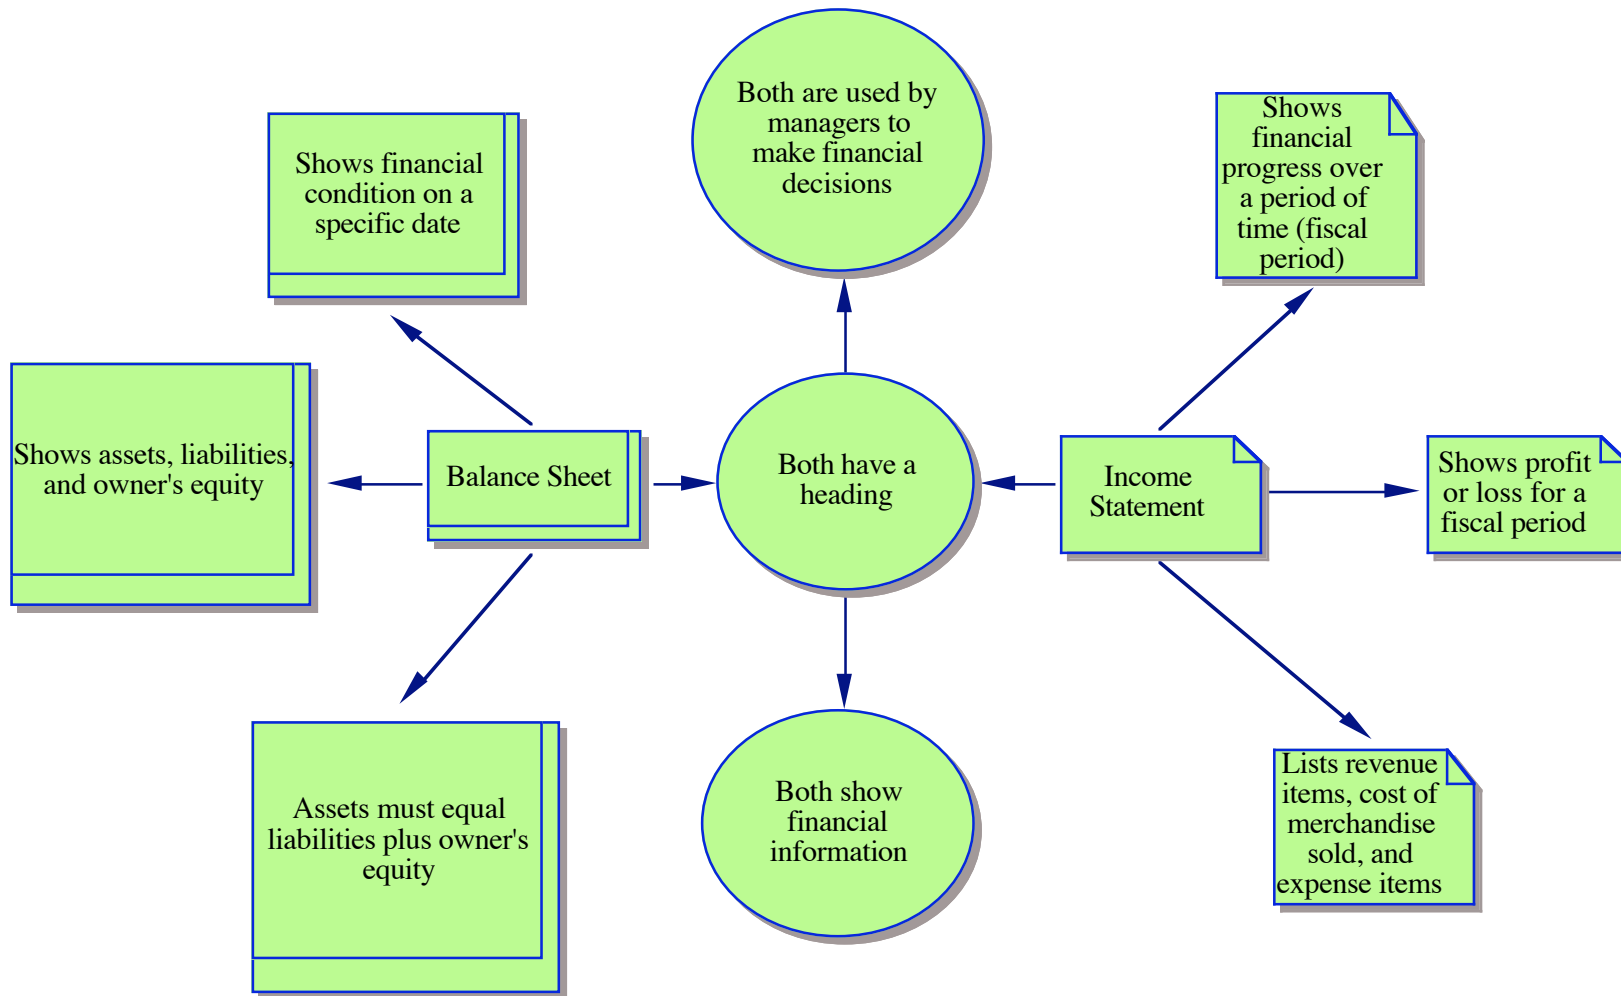 Both are used by
managers to
make financial
decisions
Shows financial
condition on a
specific date
Shows
financial
progress over
a period of
time (fiscal
period)
Shows assets, liabilities,
and owner's equity
Balance Sheet
Both have a
heading
Income
Statement
Shows profit
or loss for a
fiscal period
Assets must equal
liabilities plus owner's
equity
Both show
financial
information
Lists revenue
items, cost of
merchandise
sold, and
expense items